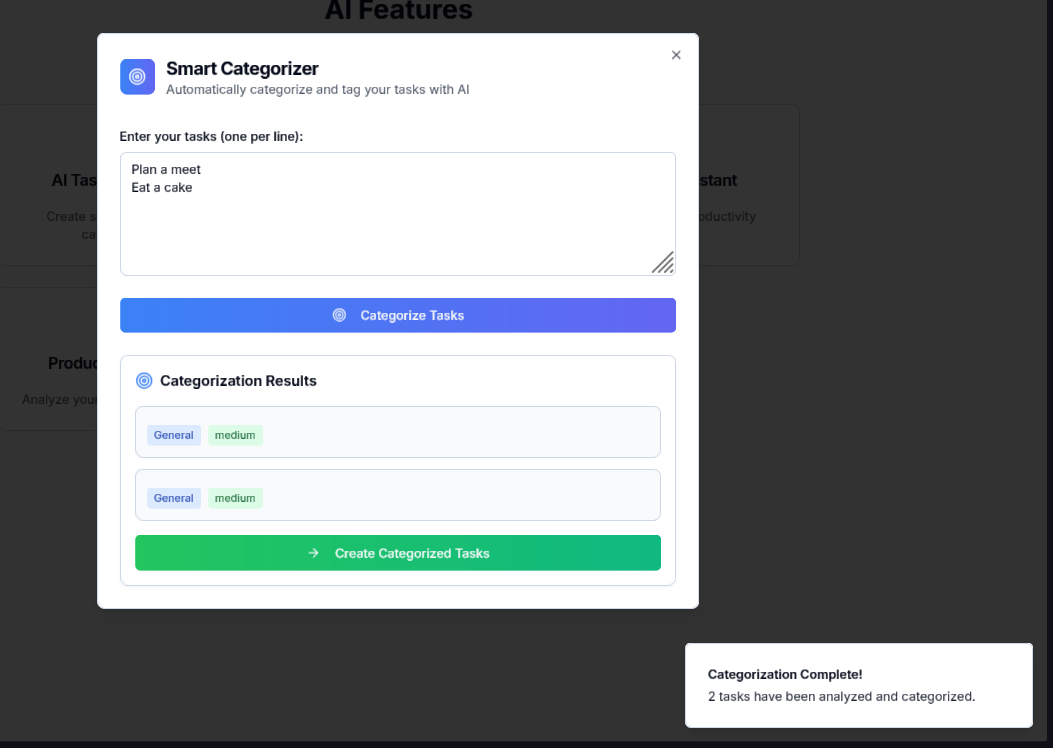 AI Features
Smart Categorizer
Automatically categorize and tag your tasks with AI
Enter your tasks (one per line):
Plan a meet
Eat a cake
Categorize Tasks
Categorization Results
General medium
General medium
Create Categorized Tasks
AI Tas
Create s
ca
stant
oductivity
Produc
Analyze your
Categorization Complete!
2 tasks have been analyzed and categorized.